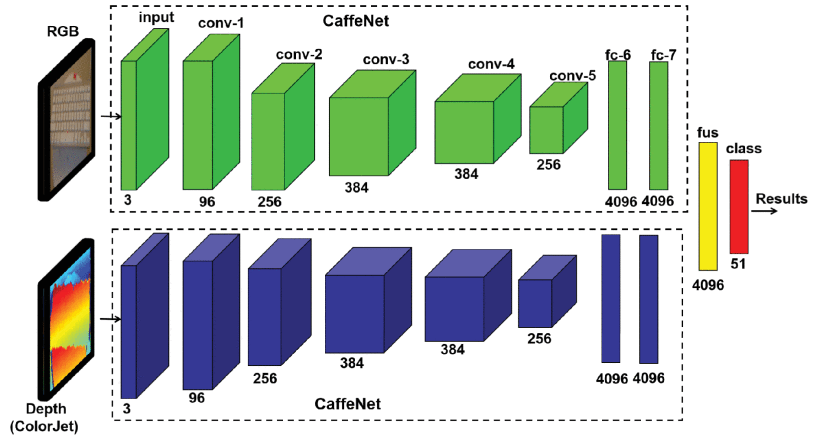 CaffeNet
RGB
input
conv-1
conv-2
conv-3
conv-4
conv-5
fc-6
fc-7
3
96
256
384
384
256
4096
4096
fus
class
Results
4096
51
3
96
256
384
384
256
4096
4096
CaffeNet
Depth
(ColorJet)